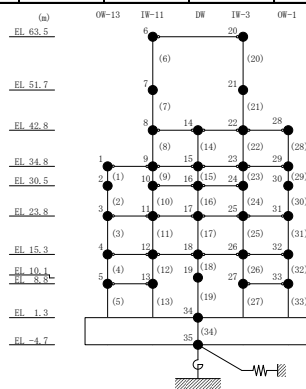 (m) OW-13 IW-11 DW IW-3 OW-1
EL 63.5 6 20
(6) (20)
EL 51.7 7 21
(7) (21)
EL 42.8 8 14 22 28
(8) (14) (22) (28)
EL 34.8 1 9 15 23 29
(1) (9) (15) (23) (29)
EL 30.5 2 10 16 24 30
(2) (10) (16) (24) (30)
EL 23.8 3 11 17 25 31
(3) (11) (17) (25) (31)
EL 15.3 4 12 18 26 32
(4) (12) (18) (26) (32)
EL 10.1 19
EL 8.8 5 13 27 33
(5) (13) (19) (27) (33)
EL 1.3 34
(34)
EL -4.7 35